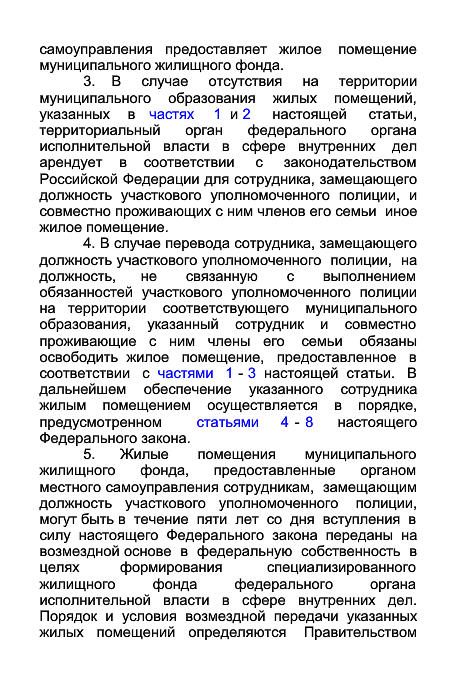 самоуправления предоставляет жилое помещение
муниципального жилищного фонда.
3. В случае отсутствия на территории
муниципального образования жилых помещений,
указанных в частях 1 и 2 настоящей статьи,
территориальный орган федерального органа
исполнительной власти в сфере внутренних дел
арендует в соответствии с законодательством
Российской Федерации для сотрудника, замещающего
должность участкового уполномоченного полиции, и
совместно проживающих с ним членов его семьи иное
жилое помещение.
4. В случае перевода сотрудника, замещающего
должность участкового уполномоченного полиции, на
должность, не связанную с выполнением
обязанностей участкового уполномоченного полиции
на территории соответствующего муниципального
образования, указанный сотрудник и совместно
проживающие с ним члены его семьи обязаны
освободить жилое помещение, предоставленное в
соответствии с частями 1 - 3 настоящей статьи. В
дальнейшем обеспечение указанного сотрудника
жилым помещением осуществляется в порядке,
предусмотренном статьями 4 - 8 настоящего
Федерального закона.
5. Жилые помещения муниципального
жилищного фонда, предоставленные органом
местного самоуправления сотрудникам, замещающим
должность участкового уполномоченного полиции,
могут быть в течение пяти лет со дня вступления в
силу настоящего Федерального закона переданы на
возмездной основе в федеральную собственность в
целях формирования специализированного
жилищного фонда федерального органа
исполнительной власти в сфере внутренних дел.
Порядок и условия возмездной передачи указанных
жилых помещений определяются Правительством